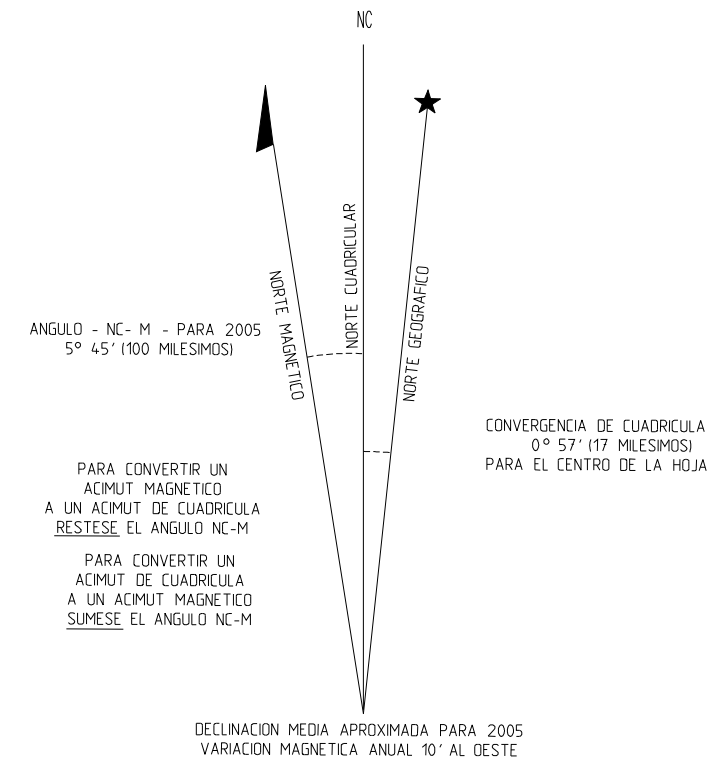 NC
NORTE MAGNETICO
NORTE CUADRICULAR
NORTE GEOGRAFICO
ANGULO - NC- M - PARA 2005
5° 45' (100 MILESIMOS)
CONVERGENCIA DE CUADRICULA
0° 57' (17 MILESIMOS)
PARA EL CENTRO DE LA HOJA
PARA CONVERTIR UN
ACIMUT MAGNETICO
A UN ACIMUT DE CUADRICULA
RESTESE EL ANGULO NC-M
PARA CONVERTIR UN
ACIMUT DE CUADRICULA
A UN ACIMUT MAGNETICO
SUMESE EL ANGULO NC-M
DECLINACION MEDIA APROXIMADA PARA 2005
VARIACION MAGNETICA ANUAL 10' AL OESTE